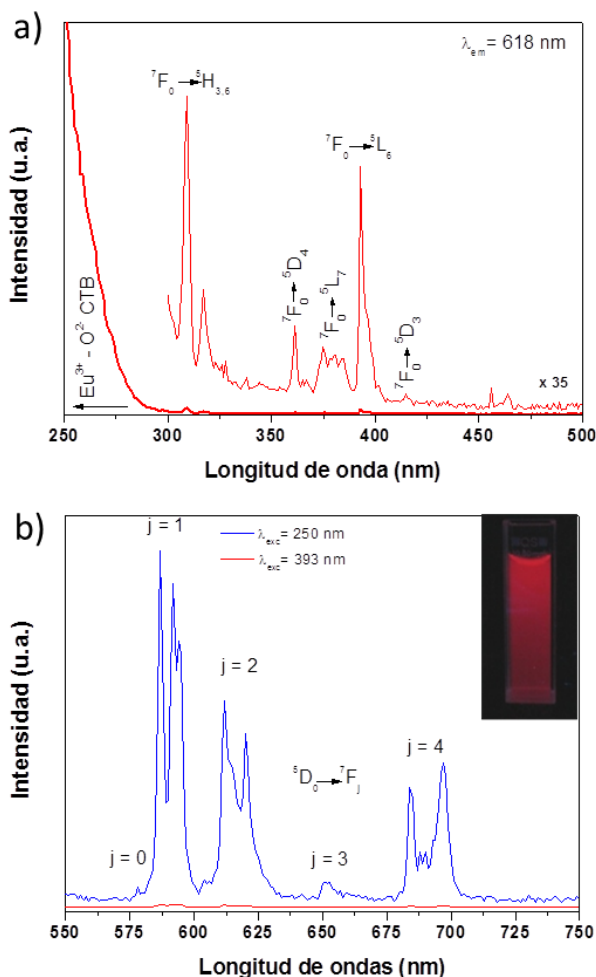 a)
λem= 618 nm
⁷F₀→⁵H₃,₆
⁷F₀→⁵L₆
⁷F₀→⁵D₄
⁷F₀→⁵L₇
⁷F₀→⁵D₃
Eu³⁺ - O²⁻ CTB
x 35
Intensidad (u.a.)
250 300 350 400 450 500
Longitud de onda (nm)
b)
j = 1
λexc= 250 nm
λexc= 393 nm
j = 2
j = 4
⁵D₀→⁷Fj
j = 0
j = 3
Intensidad (u.a.)
550 575 600 625 650 675 700 725 750
Longitud de ondas (nm)